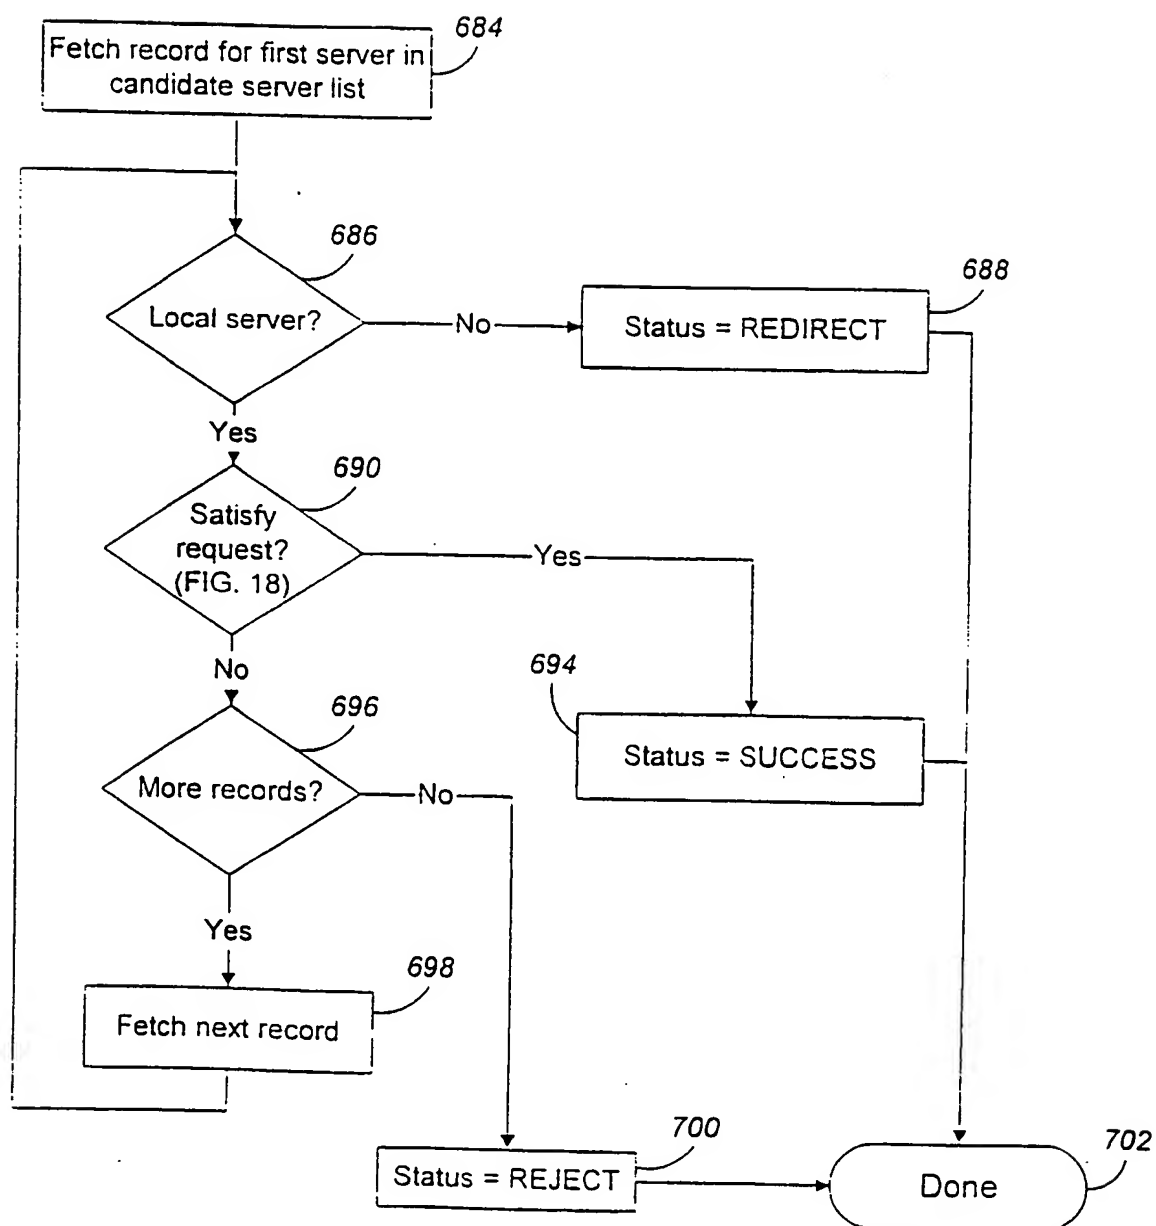 684
Fetch record for first server in
candidate server list
686
Local server?
No
688
Status = REDIRECT
Yes
690
Satisfy
request?
(FIG. 18)
Yes
No
694
Status = SUCCESS
696
More records?
No
Yes
698
Fetch next record
700
Status = REJECT
702
Done